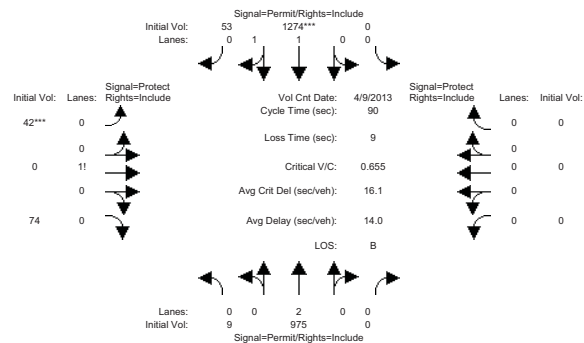 Signal=Permit/Rights=Include
Initial Vol: 53 1274*** 0
Lanes: 0 1 1 0 0
Signal=Protect Signal=Protect
Initial Vol: Lanes: Rights=Include Vol Cnt Date: 4/9/2013 Rights=Include Lanes: Initial Vol:
Cycle Time (sec): 90
42*** 0 0 0
Loss Time (sec): 9
0 0
0 1! Critical V/C: 0.655 0 0
0 Avg Crit Del (sec/veh): 16.1 0
74 0 Avg Delay (sec/veh): 14.0 0 0
LOS: B
Lanes: 0 0 2 0 0
Initial Vol: 9 975 0
Signal=Permit/Rights=Include